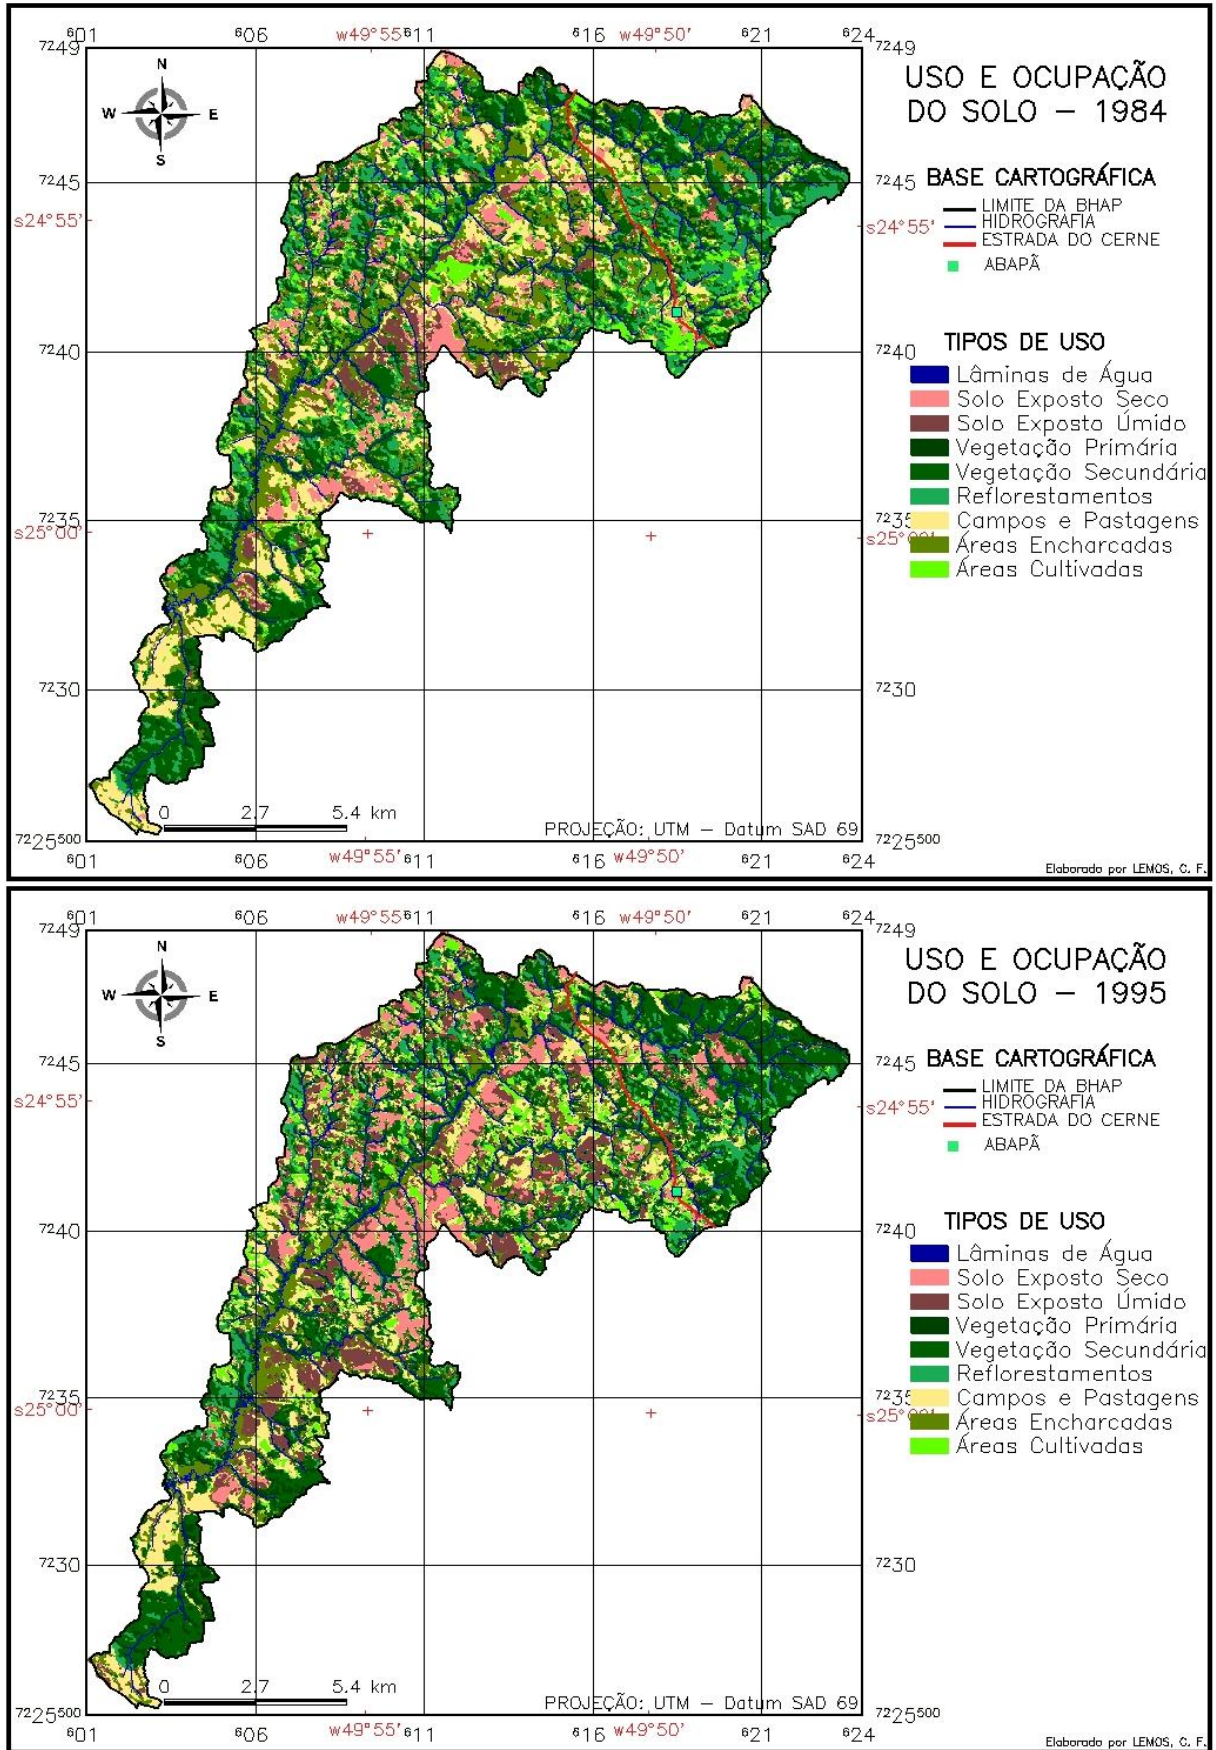 601 606 w49°55' 611 616 w49°50' 621 624
7249 7249
N
W E
S
USO E OCUPAÇÃO
DO SOLO – 1984
7245 7245
BASE CARTOGRÁFICA
LIMITE DA BHAP
HIDROGRAFIA
ESTRADA DO CERNE
ABAPÃ
s24°55' s24°55'
7240 7240
TIPOS DE USO
Lâminas de Água
Solo Exposto Seco
Solo Exposto Úmido
Vegetação Primária
Vegetação Secundária
Reflorestamentos
Campos e Pastagens
Áreas Encharcadas
Áreas Cultivadas
7235 7235
s25°00' s25°00'
7230 7230
0 2.7 5.4 km
PROJEÇÃO: UTM – Datum SAD 69
7225500 7225500
601 606 w49°55' 611 616 w49°50' 621 624
Elaborado por LEMOS, C. F.
601 606 w49°55' 611 616 w49°50' 621 624
7249 7249
N
W E
S
USO E OCUPAÇÃO
DO SOLO – 1995
7245 7245
BASE CARTOGRÁFICA
LIMITE DA BHAP
HIDROGRAFIA
ESTRADA DO CERNE
ABAPÃ
s24°55' s24°55'
7240 7240
TIPOS DE USO
Lâminas de Água
Solo Exposto Seco
Solo Exposto Úmido
Vegetação Primária
Vegetação Secundária
Reflorestamentos
Campos e Pastagens
Áreas Encharcadas
Áreas Cultivadas
7235 7235
s25°00' s25°00'
7230 7230
0 2.7 5.4 km
PROJEÇÃO: UTM – Datum SAD 69
7225500 7225500
601 606 w49°55' 611 616 w49°50' 621 624
Elaborado por LEMOS, C. F.